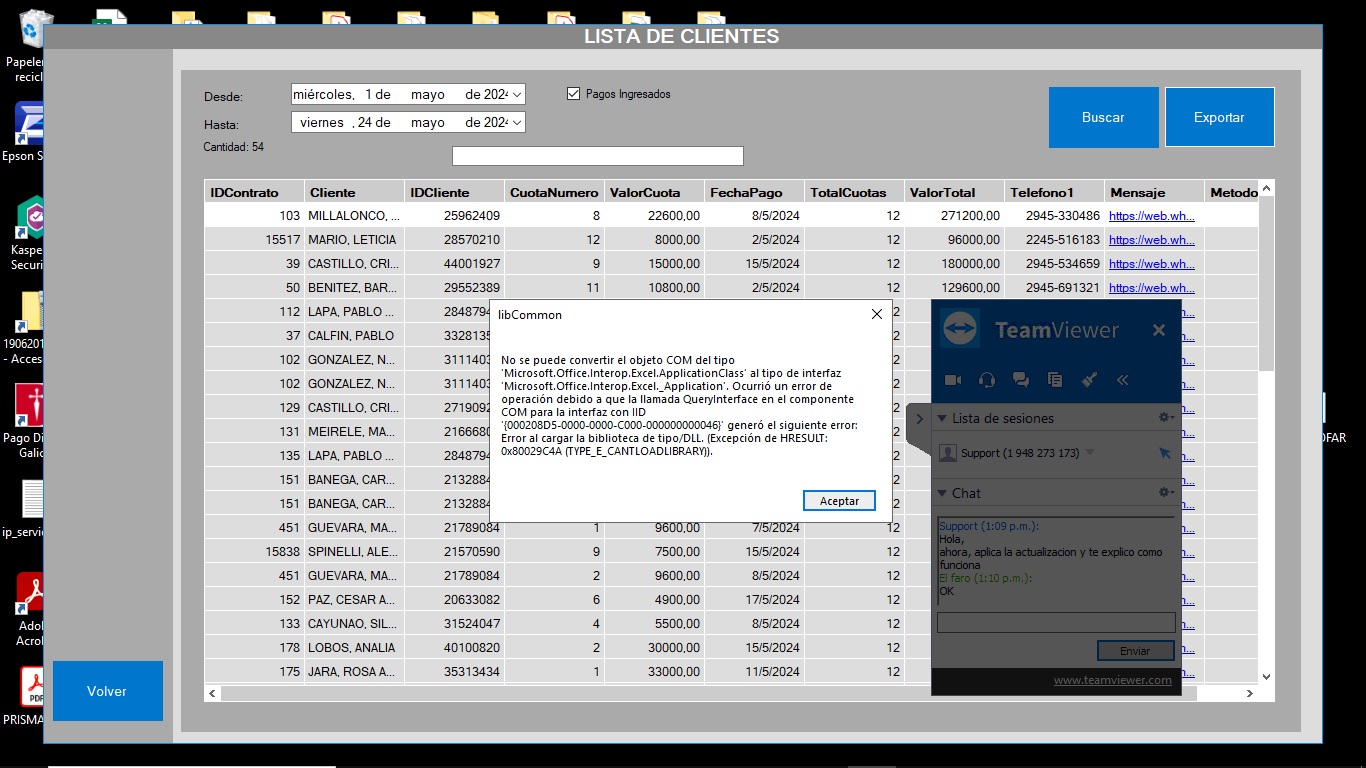 LISTA DE CLIENTES
Papeler
recicl
Epson S
Kaspe
Securi
1906201
- Acces
Pago Di
Galic
ip_servic
Ado
Acrol
PRISMA
OFAR
Desde:
miércoles, 1 de mayo de 2024
Pagos Ingresados
Hasta:
viernes , 24 de mayo de 2024
Cantidad: 54
Buscar
Exportar
Volver
IDContrato Cliente IDCliente CuotaNumero ValorCuota FechaPago TotalCuotas ValorTotal Telefono1 Mensaje Metodo
103 MILLALONCO, ... 25962409 8 22600,00 8/5/2024 12 271200,00 2945-330486 https://web.wh...
15517 MARIO, LETICIA 28570210 12 8000,00 2/5/2024 12 96000,00 2245-516183 https://web.wh...
39 CASTILLO, CRI... 44001927 9 15000,00 15/5/2024 12 180000,00 2945-534659 https://web.wh...
50 BENITEZ, BAR... 29552389 11 10800,00 2/5/2024 12 129600,00 2945-691321 https://web.wh...
112 LAPA, PABLO ... 2848794 12 n...
37 CALFIN, PABLO 3328135 12 n...
102 GONZALEZ, N... 3111403 12 n...
102 GONZALEZ, N... 3111403 12 n...
129 CASTILLO, CRI... 2719092 12 n...
131 MEIRELE, MA... 2166680 12 n...
135 LAPA, PABLO ... 2848794 12 n...
151 BANEGA, CAR... 2132884 12 n...
151 BANEGA, CAR... 2132884 12 n...
451 GUEVARA, MA... 21789084 1 9600,00 7/5/2024 12 n...
15838 SPINELLI, ALE... 21570590 9 7500,00 15/5/2024 12 n...
451 GUEVARA, MA... 21789084 2 9600,00 8/5/2024 12 n...
152 PAZ, CESAR A... 20633082 6 4900,00 17/5/2024 12 n...
133 CAYUNAO, SIL... 31524047 4 5500,00 8/5/2024 12 n...
178 LOBOS, ANALIA 40100820 2 30000,00 15/5/2024 12 n...
175 JARA, ROSA A... 35313434 1 33000,00 11/5/2024 12 n...
libCommon
No se puede convertir el objeto COM del tipo
'Microsoft.Office.Interop.Excel.ApplicationClass' al tipo de interfaz
'Microsoft.Office.Interop.Excel._Application'. Ocurrió un error de
operación debido a que la llamada QueryInterface en el componente
COM para la interfaz con IID
'{000208D5-0000-0000-C000-000000000046}' generó el siguiente error:
Error al cargar la biblioteca de tipo/DLL. (Excepción de HRESULT:
0x80029C4A (TYPE_E_CANTLOADLIBRARY)).
Aceptar
TeamViewer
Lista de sesiones
Support (1 948 273 173)
Chat
Support (1:09 p.m.):
Hola,
ahora, aplica la actualizacion y te explico como
funciona
El faro (1:10 p.m.):
OK
Enviar
www.teamviewer.com